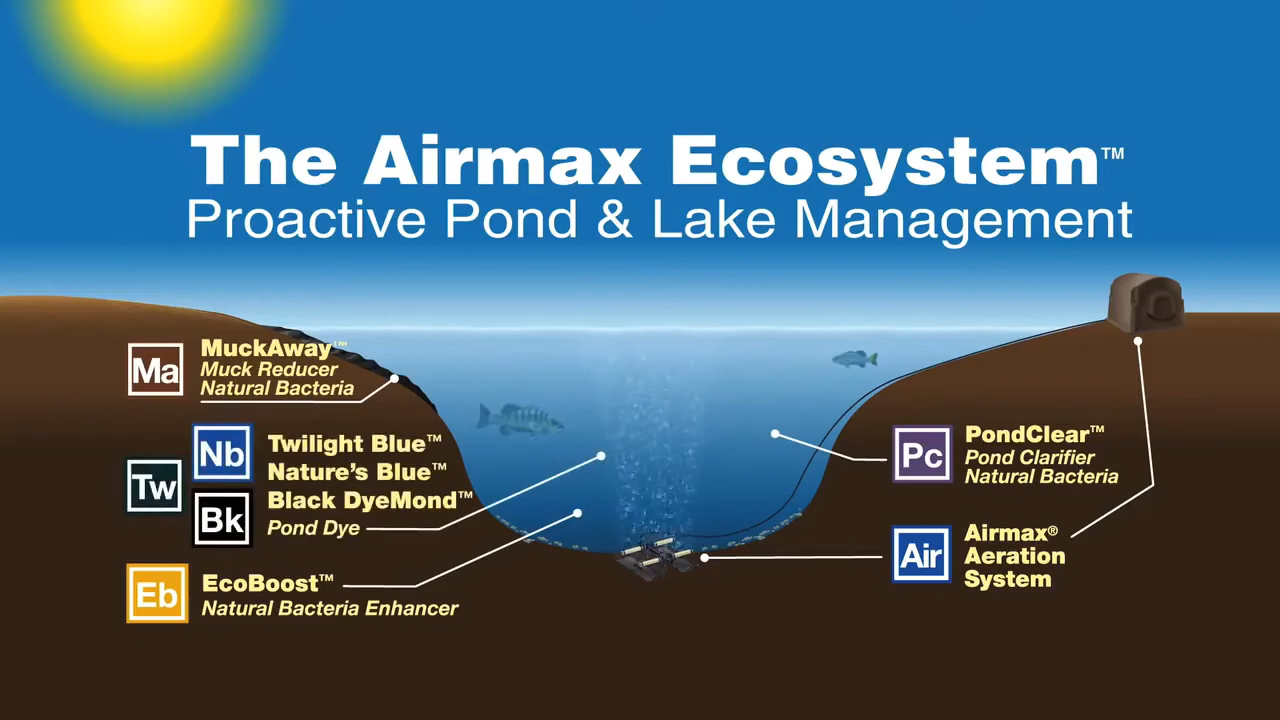 The Airmax Ecosystem™
Proactive Pond & Lake Management
Ma
MuckAway™
Muck Reducer
Natural Bacteria
Tw
Nb
Bk
Twilight Blue™
Nature's Blue™
Black DyeMond™
Pond Dye
Eb
EcoBoost™
Natural Bacteria Enhancer
Pc
PondClear™
Pond Clarifier
Natural Bacteria
Air
Airmax®
Aeration
System